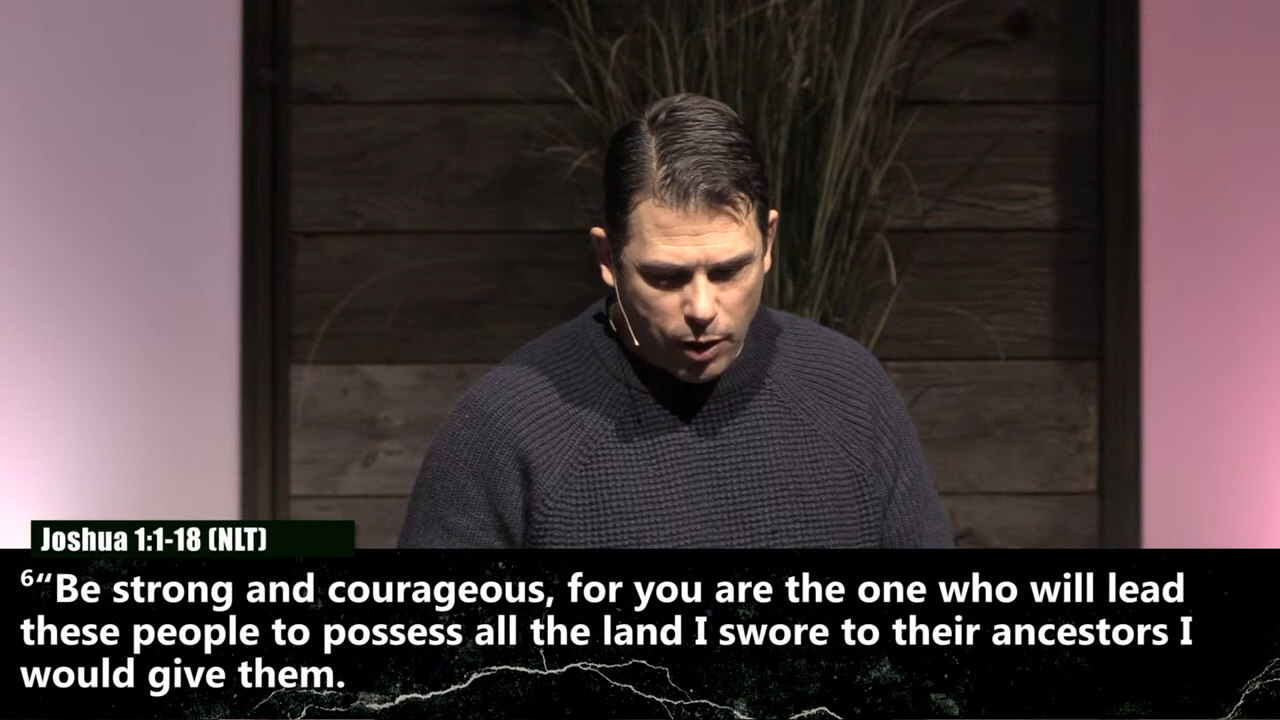 Joshua 1:1-18 (NLT)
6“Be strong and courageous, for you are the one who will lead
these people to possess all the land I swore to their ancestors I
would give them.